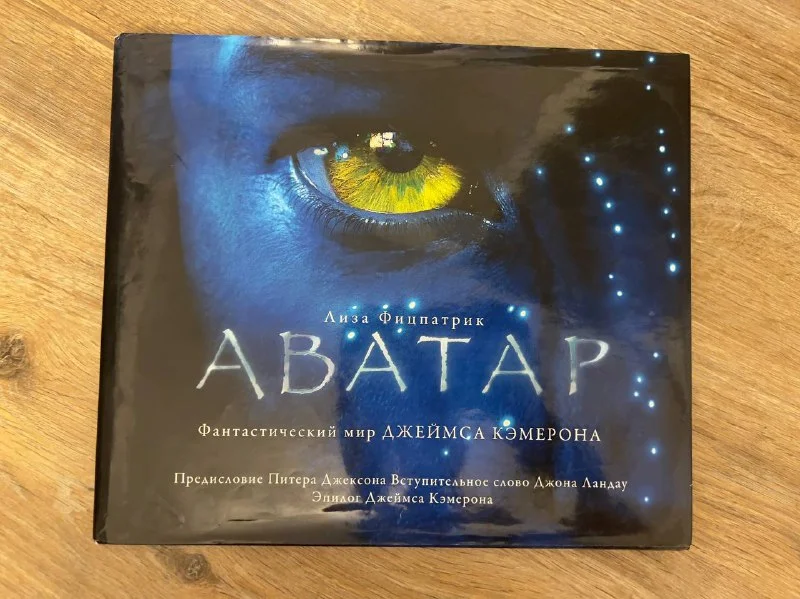 Лиза Фицпатрик
АВАТАР
Фантастический мир ДЖЕЙМСА КЭМЕРОНА
Предисловие Питера Джексона Вступительное слово Джона Ландау
Эпилог Джеймса Кэмерона